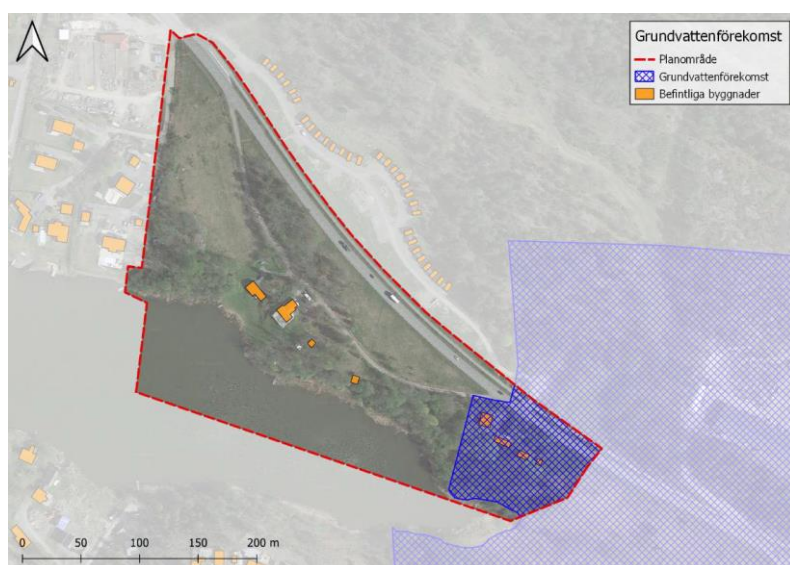 Grundvattenförekomst
Planområde
Grundvattenförekomst
Befintliga byggnader
0 50 100 150 200 m